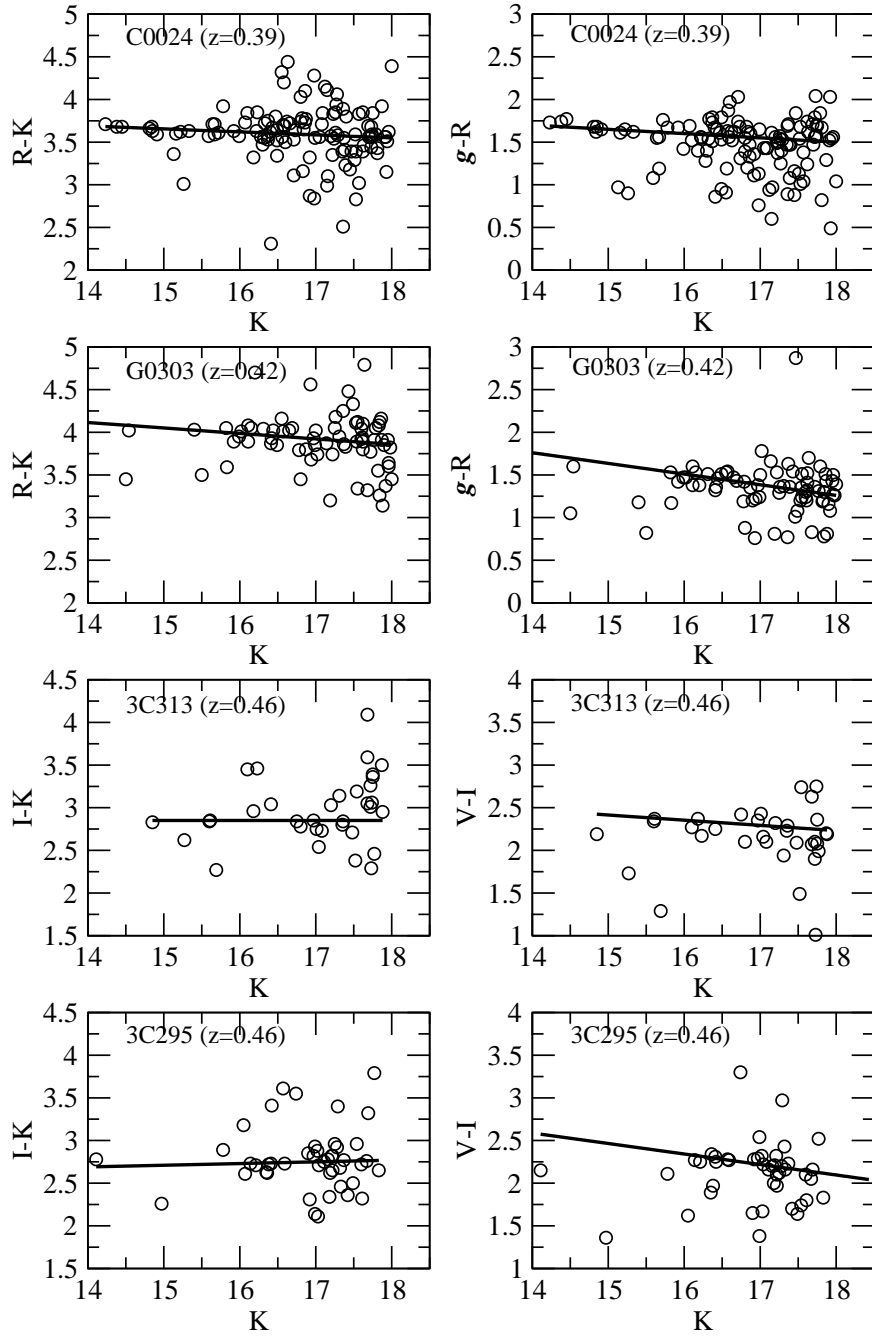 5 C0024 (z=0.39) 3 C0024 (z=0.39)
4.5 2.5
4 2
R-K 3.5 g-R 1.5
3 1
2.5 0.5
2 0
14 15 16 17 18 14 15 16 17 18
K K
5 G0303 (z=0.42) 3 G0303 (z=0.42)
4.5 2.5
4 2
R-K 3.5 g-R 1.5
3 1
2.5 0.5
2 0
14 15 16 17 18 14 15 16 17 18
K K
4.5 3C313 (z=0.46) 4 3C313 (z=0.46)
4 3.5
3.5 3
I-K 3 V-I 2.5
2.5 2
2 1.5
1.5 1
14 15 16 17 18 14 15 16 17 18
K K
4.5 3C295 (z=0.46) 4 3C295 (z=0.46)
4 3.5
3.5 3
I-K 3 V-I 2.5
2.5 2
2 1.5
1.5 1
14 15 16 17 18 14 15 16 17 18
K K